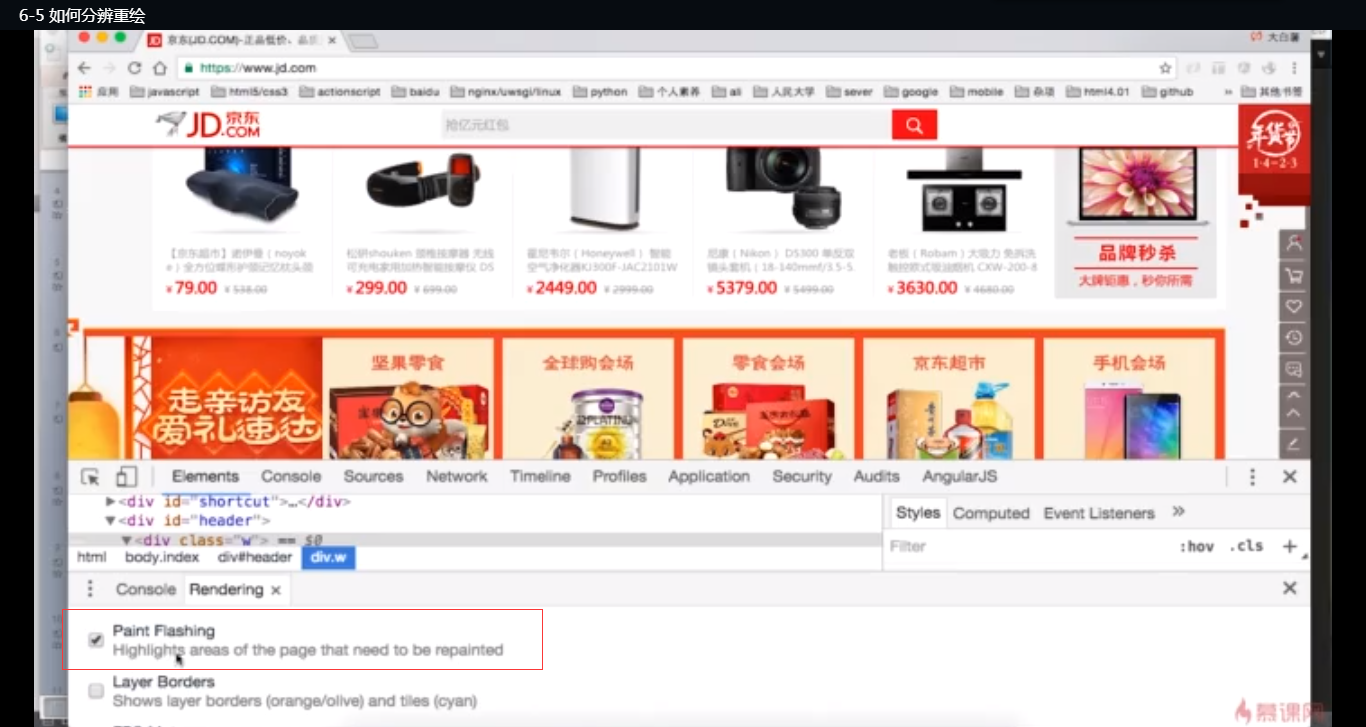 6-5 如何分辨重绘
京东(JD.COM)-正品低价、品质
大白薯
https://www.jd.com
应用 javascript html5/css3 actionscript baidu nginx/uwsgi/linux python 个人素养 ali 人民大学 sever google mobile 杂项 html4.01 github » 其他书签
JD.COM 京东
抢亿元红包
年货节
1·4-2·3
【京东超市】诺伊曼（noyok
e）全方位蝶形护颈记忆枕头颈
¥79.00 ¥538.00
松研shouken 颈椎按摩器 无线
可充电家用加热智能按摩仪 DS
¥299.00 ¥699.00
霍尼韦尔（Honeywell）智能
空气净化器KJ300F-JAC2101W
¥2449.00 ¥2999.00
尼康（Nikon）D5300 单反双
镜头套机（18-140mm f/3.5-5.
¥5379.00 ¥5499.00
老板（Robam）大吸力 免拆洗
触控欧式吸油烟机 CXW-200-8
¥3630.00 ¥4680.00
品牌秒杀
大牌钜惠，秒你所需
走亲访友
爱礼速达
坚果零食
全球购会场
零食会场
京东超市
手机会场
PLATINUM
Elements Console Sources Network Timeline Profiles Application Security Audits AngularJS
▶<div id="shortcut">…</div>
▼<div id="header">
▼<div class="w"> == $0
html body.index div#header div.w
Styles Computed Event Listeners »
Filter :hov .cls +
Console Rendering ×
Paint Flashing
Highlights areas of the page that need to be repainted
Layer Borders
Shows layer borders (orange/olive) and tiles (cyan)
慕课网